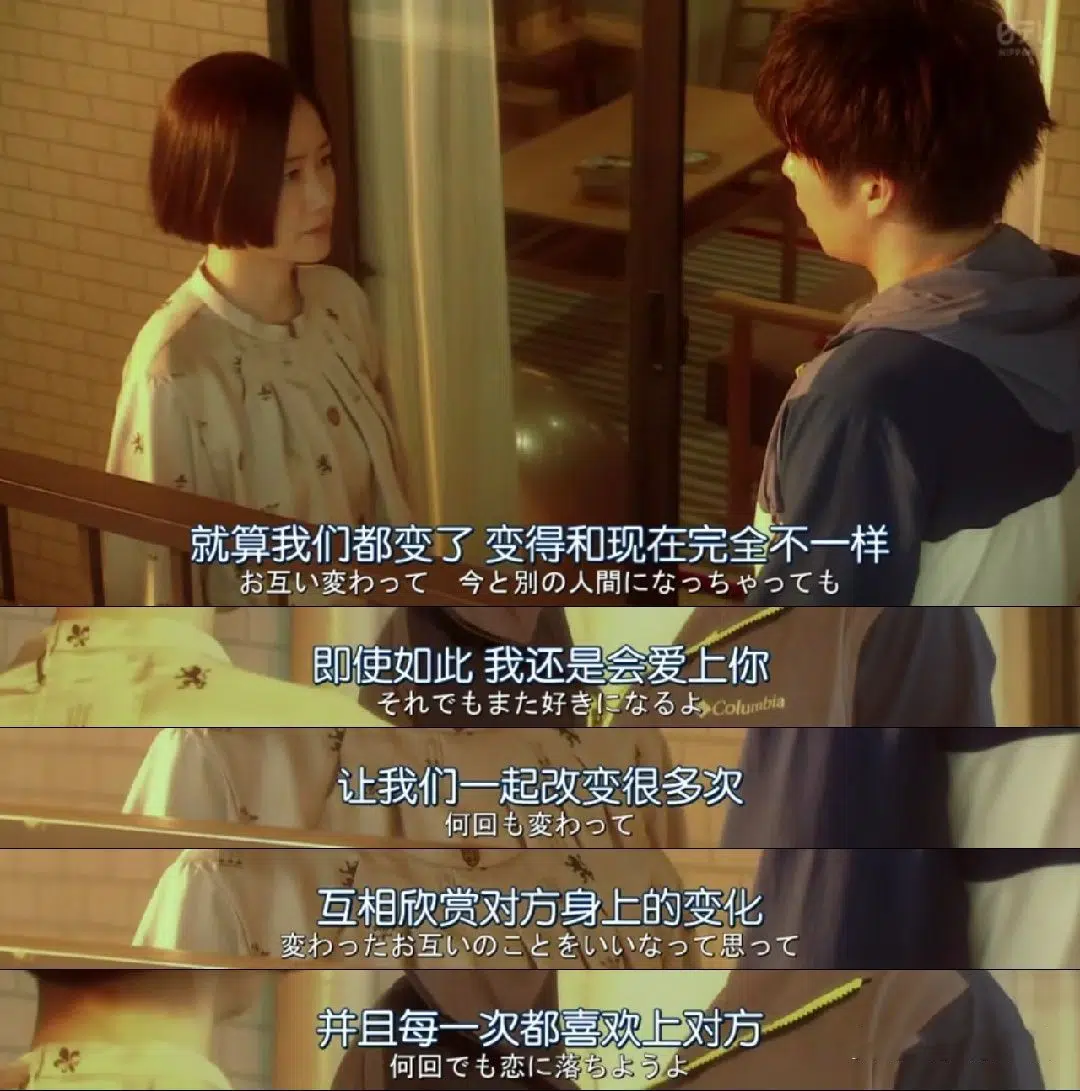 日テレ
就算我们都变了 变得和现在完全不一样
お互い変わって　今と別の人間になっちゃっても
即使如此 我还是会爱上你
それでもまた好きになるよ
Columbia
让我们一起改变很多次
何回も変わって
互相欣赏对方身上的变化
変わったお互いのことをいいなって思って
并且每一次都喜欢上对方
何回でも恋に落ちようよ